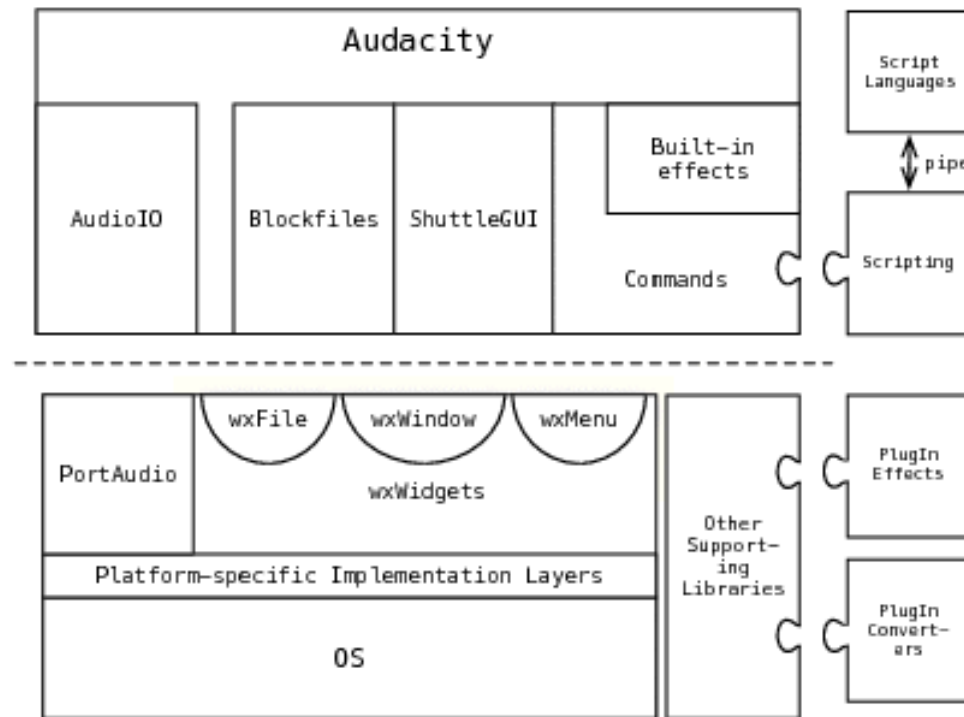 Audacity
Script
Languages
Built-in
effects
pipe
AudioIO
Blockfiles
ShuttleGUI
Scripting
Commands
wxFile
wxWindow
wxMenu
PortAudio
wxWidgets
PlugIn
Effects
Other
Support-
ing
Libraries
Platform-specific Implementation Layers
PlugIn
Convert-
ers
OS